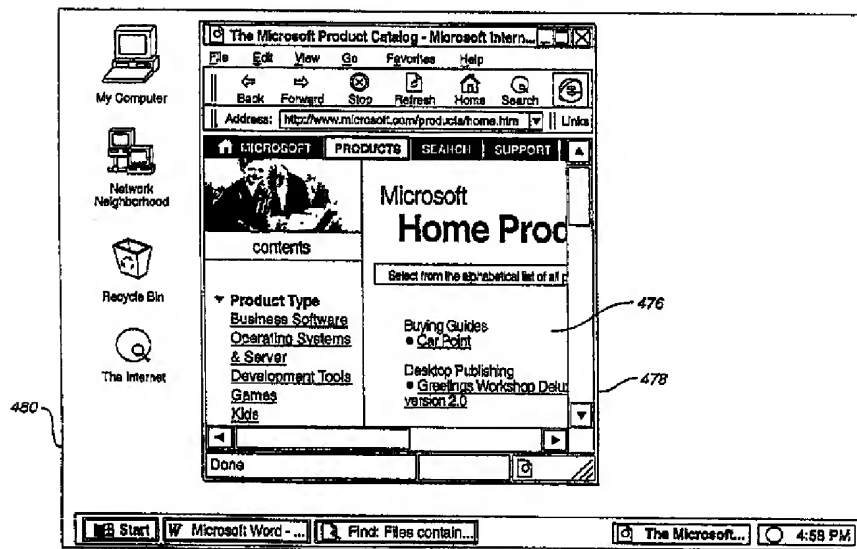 The Microsoft Product Catalog - Microsoft Intern...
File Edit View Go Favorites Help
Back Forward Stop Refresh Home Search
Address: http://www.microsoft.com/products/home.htm Links
MICROSOFT PRODUCTS SEARCH SUPPORT
My Computer
Network
Neighborhood
Recycle Bin
The Internet
contents
Product Type
Business Software
Operating Systems
& Server
Development Tools
Games
Kids
Microsoft
Home Prod
Select from the alphabetical list of all p
Buying Guides
• Car Point
Desktop Publishing
• Greetings Workshop Delux
version 2.0
Done
476
478
480
Start W Microsoft Word - ... Find: Files contain... The Microsoft... 4:58 PM